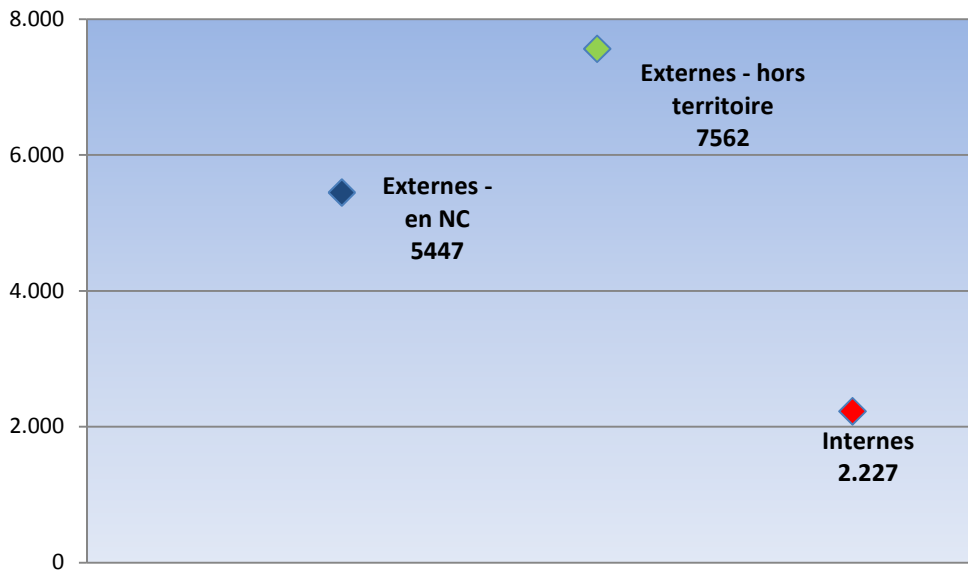 8.000
Externes - hors
territoire
7562
6.000
Externes -
en NC
5447
4.000
2.000
Internes
2.227
0